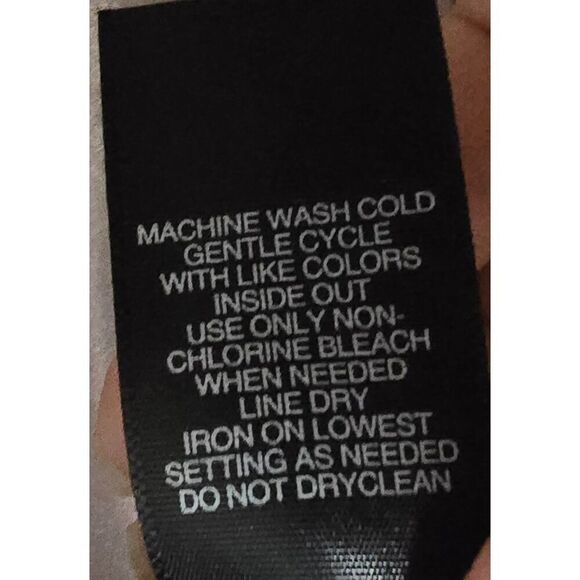 MACHINE WASH COLD
GENTLE CYCLE
WITH LIKE COLORS
INSIDE OUT
USE ONLY NON-
CHLORINE BLEACH
WHEN NEEDED
LINE DRY
IRON ON LOWEST
SETTING AS NEEDED
DO NOT DRYCLEAN